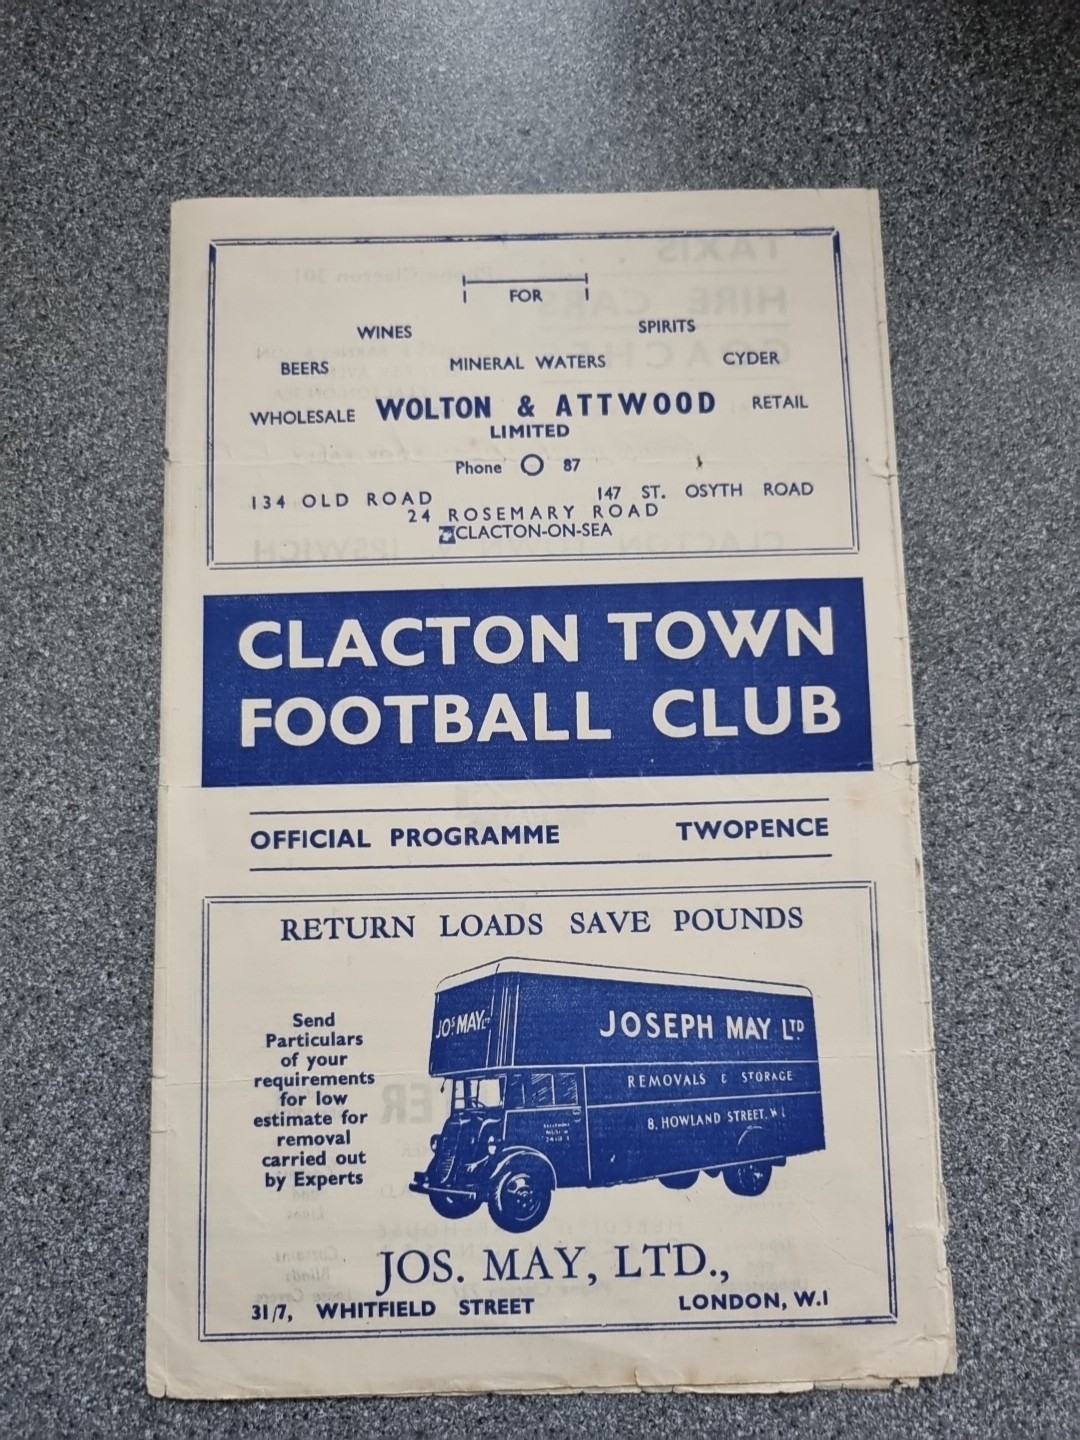 FOR
WINES SPIRITS
BEERS MINERAL WATERS CYDER
WHOLESALE WOLTON & ATTWOOD RETAIL
LIMITED
Phone 87
134 OLD ROAD 147 ST. OSYTH ROAD
24 ROSEMARY ROAD
CLACTON-ON-SEA
CLACTON TOWN
FOOTBALL CLUB
OFFICIAL PROGRAMME TWOPENCE
RETURN LOADS SAVE POUNDS
Send
Particulars
of your
requirements
for low
estimate for
removal
carried out
by Experts
JOS MAY LTD
JOSEPH MAY LTD.
REMOVALS & STORAGE
8, HOWLAND STREET. W.1.
JOS. MAY, LTD.,
31/7, WHITFIELD STREET LONDON, W.1